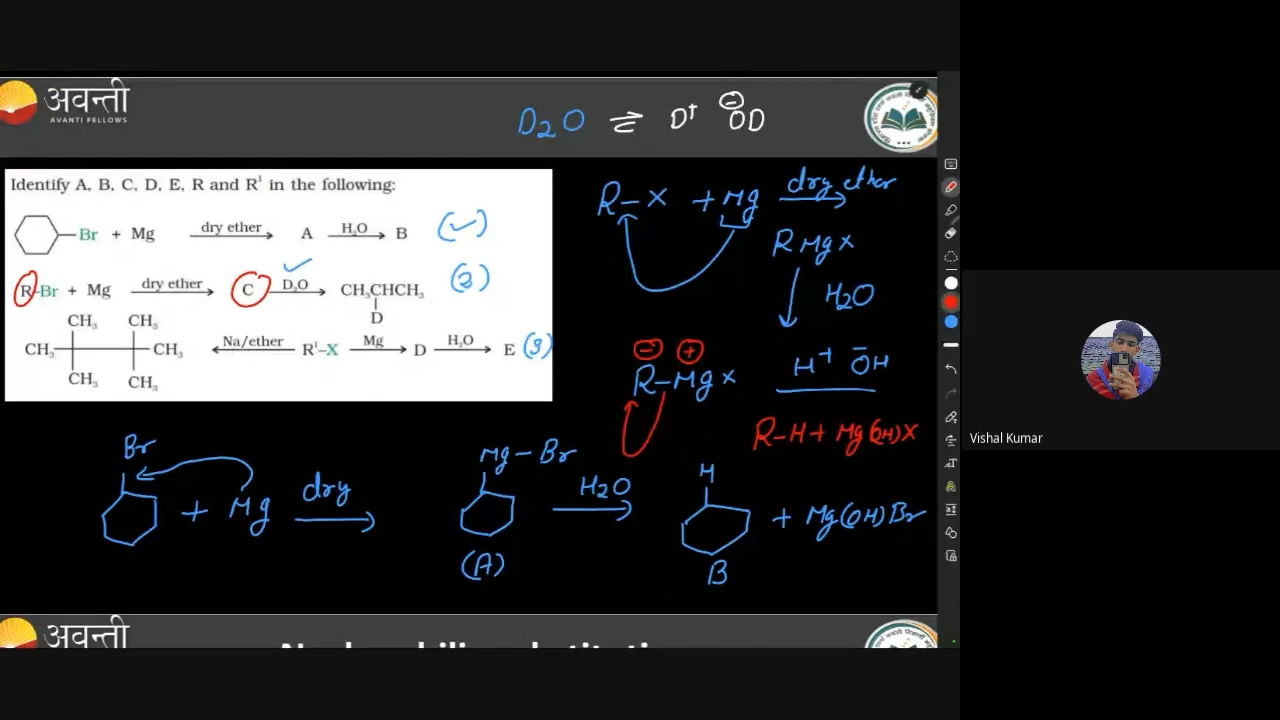 अवन्ती
AVANTI FELLOWS
D₂O ⇌ D⁺ ⊖OD
Identify A, B, C, D, E, R and R¹ in the following:
Br + Mg dry ether → A H₂O → B (✓)
R-Br + Mg dry ether → C D₂O → CH₃CHCH₃ (2)
D
CH₃ CH₃
CH₃ CH₃ ← Na/ether R¹–X Mg → D H₂O → E (3)
CH₃ CH₃
R-X + Mg dry ether →
RMgX
↓ H₂O
⊖ ⊕
R-MgX H⁺ ŌH
R-H + Mg(OH)X
Br
+ Mg dry →
Mg-Br
(A)
H₂O →
H
B
+ Mg(OH)Br
Vishal Kumar
अवन्ती